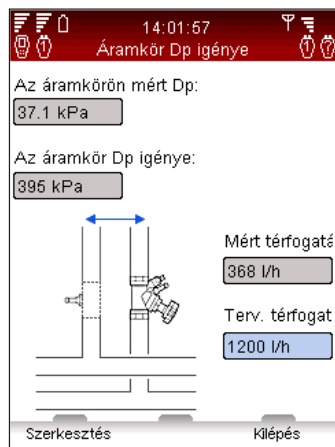 14:01:57
Áramkör Dp igénye
Az áramkörön mért Dp:
37.1 kPa
Az áramkör Dp igénye:
395 kPa
Mért térfogatá
368 l/h
Terv. térfogat
1200 l/h
Szerkesztés
Kilépés